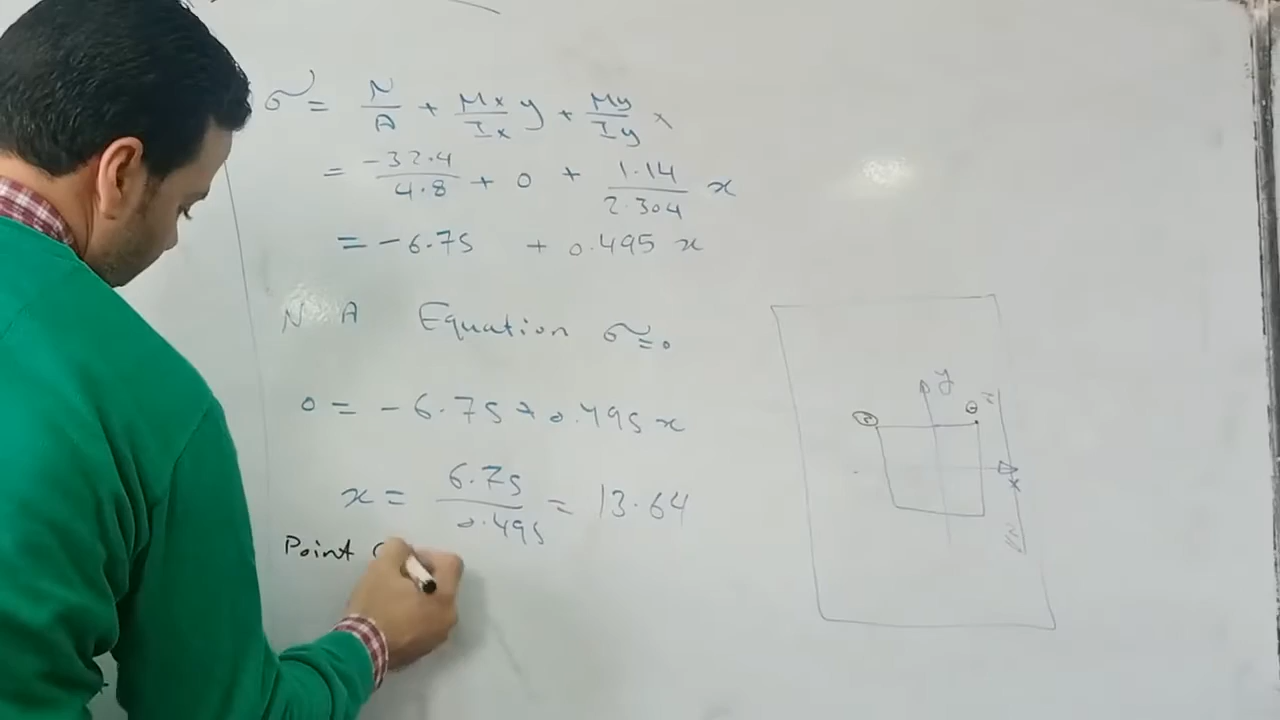 σ = N/A + Mx/Ix y + My/Iy x
= -32.4/4.8 + 0 + 1.14/2.304 x
= -6.75 + 0.495 x
N.A Equation σ = 0
0 = -6.75 + 0.495 x
x = 6.75/0.495 = 13.64
Point
y
x